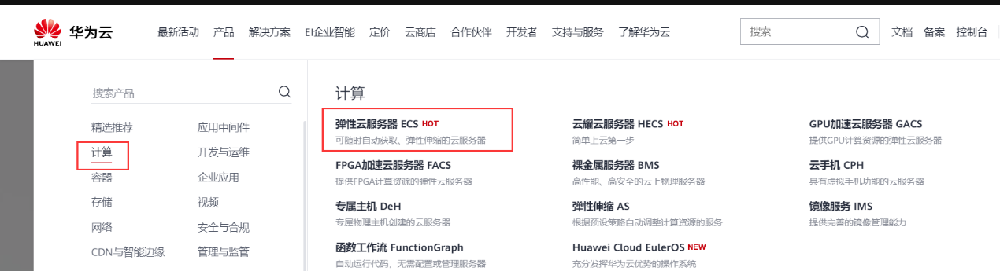 HUAWEI
华为云
最新活动 产品 解决方案 EI企业智能 定价 云商店 合作伙伴 开发者 支持与服务 了解华为云 搜索 文档 备案 控制台
搜索产品
精选推荐 应用中间件
计算 开发与运维
容器 企业应用
存储 视频
网络 安全与合规
CDN与智能边缘 管理与监管
计算
弹性云服务器 ECS HOT 云耀云服务器 HECS HOT GPU加速云服务器 GACS
可随时自动获取、弹性伸缩的云服务器 简单上云第一步 提供GPU计算资源的弹性云服务器
FPGA加速云服务器 FACS 裸金属服务器 BMS 云手机 CPH
提供FPGA计算资源的弹性云服务器 高性能、高安全的云上物理服务器 具有虚拟手机功能的云服务器
专属主机 DeH 弹性伸缩 AS 镜像服务 IMS
专属物理主机创建的云服务器 根据预设策略自动调整计算资源的服务 提供完善的镜像管理能力
函数工作流 FunctionGraph Huawei Cloud EulerOS NEW
自动运行代码，无需配置或管理服务器 充分发挥华为云优势的操作系统